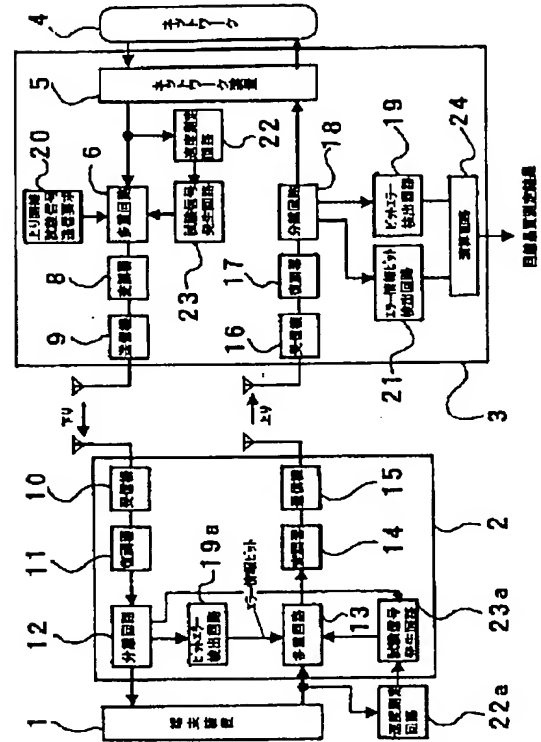 4
ネットワーク
5
ネットワーク装置
20
上り回線
試験信号
送信要求
6
多重回路
速度測定
回路
22
試験信号
発生回路
23
8
変調器
9
送信機
分離回路
18
17
復調器
16
受信機
ビットエラー
検出回路
19
エラー情報ビット
検出回路
21
演算回路
24
回線品質測定結果
3
下り
上り
10
受信機
11
復調器
12
分離回路
19a
ビットエラー
検出回路
エラー情報ビット
多重回路
13
変調器
14
送信機
15
2
試験信号
発生回路
23a
速度測定
回路
22a
1